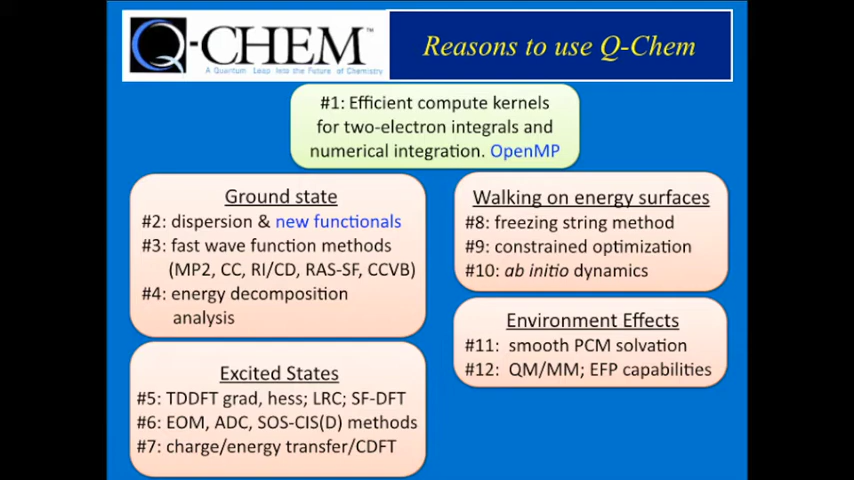 Q-CHEM™
A Quantum Leap Into the Future of Chemistry
Reasons to use Q-Chem
#1: Efficient compute kernels
for two-electron integrals and
numerical integration. OpenMP
Ground state
#2: dispersion & new functionals
#3: fast wave function methods
(MP2, CC, RI/CD, RAS-SF, CCVB)
#4: energy decomposition
analysis
Excited States
#5: TDDFT grad, hess; LRC; SF-DFT
#6: EOM, ADC, SOS-CIS(D) methods
#7: charge/energy transfer/CDFT
Walking on energy surfaces
#8: freezing string method
#9: constrained optimization
#10: ab initio dynamics
Environment Effects
#11: smooth PCM solvation
#12: QM/MM; EFP capabilities